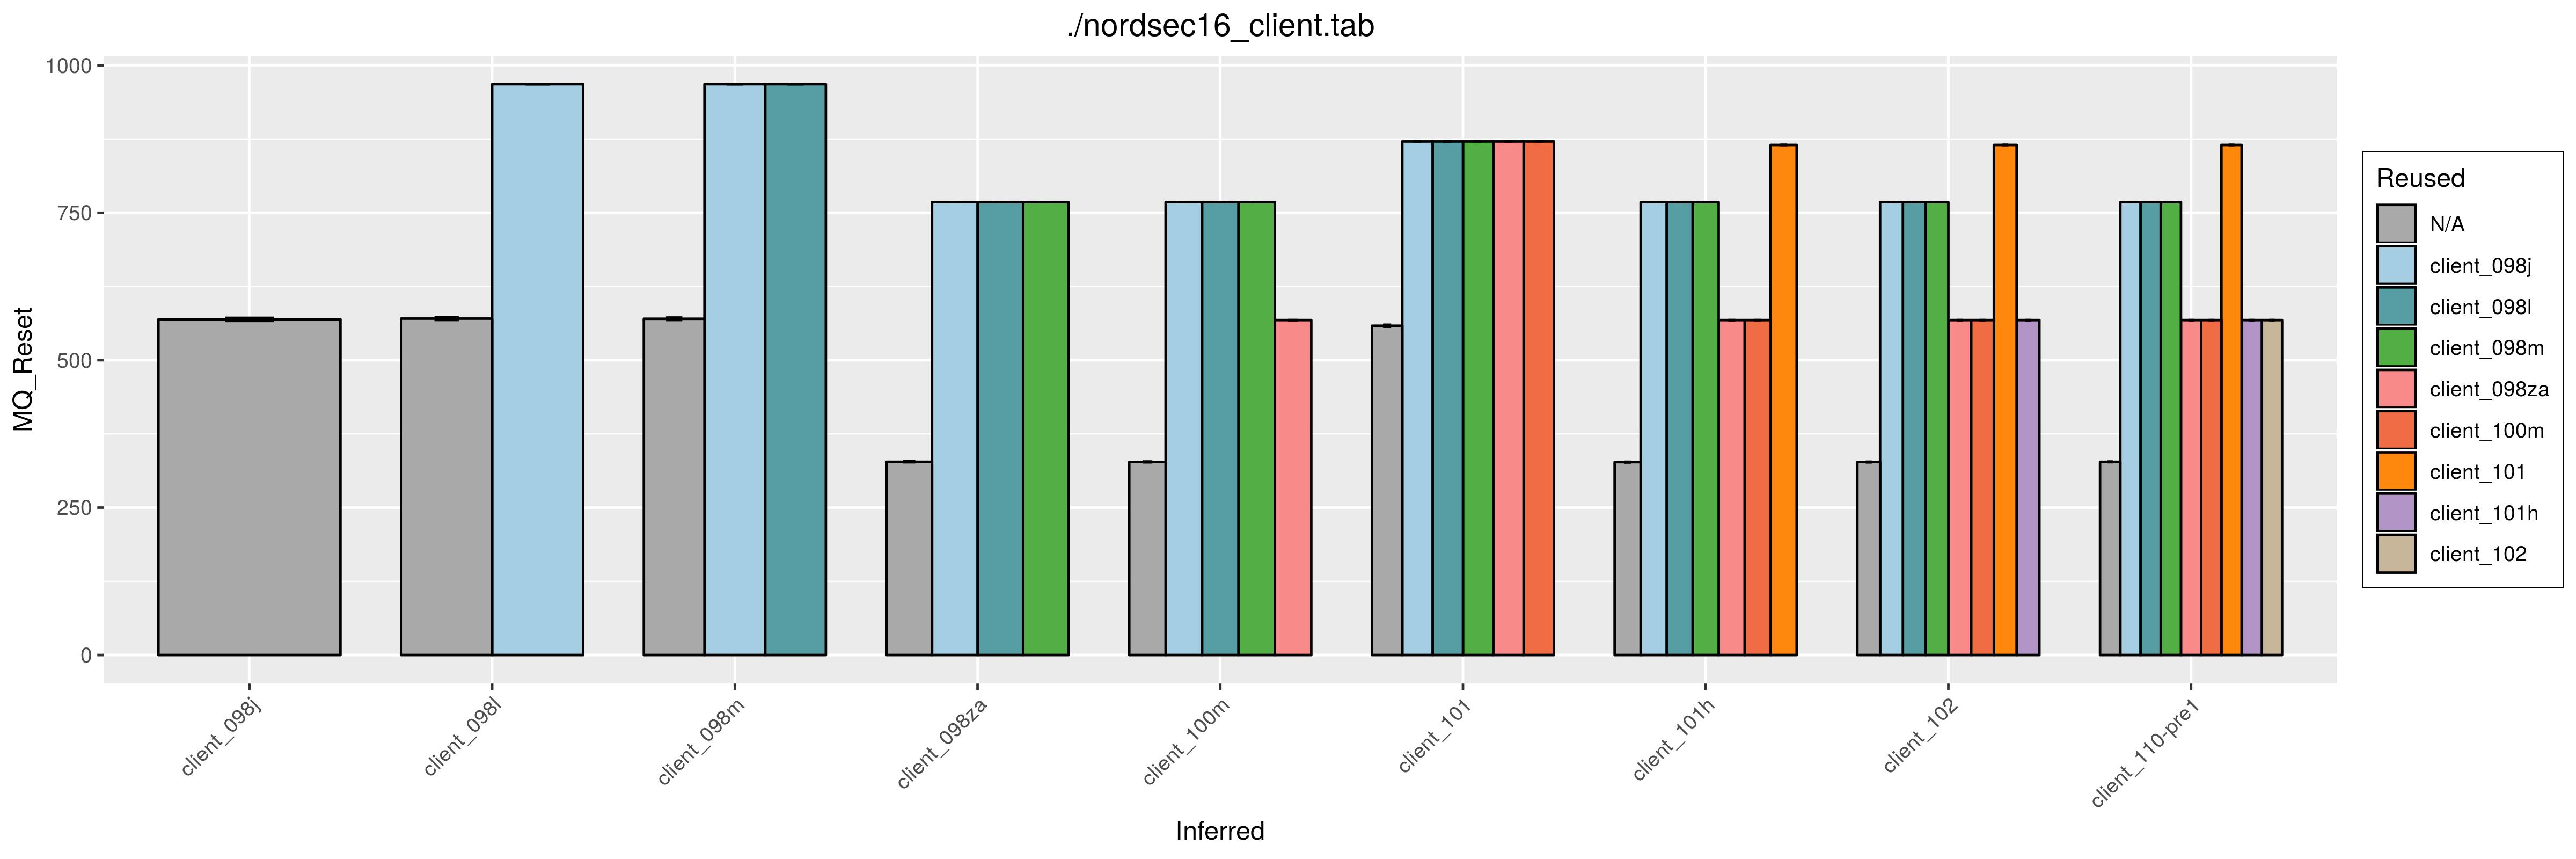 ./nordsec16_client.tab
MQ_Reset
1000
750
500
250
0
client_098j
client_098l
client_098m
client_098za
client_100m
client_101
client_101h
client_102
client_110-pre1
Inferred
Reused
N/A
client_098j
client_098l
client_098m
client_098za
client_100m
client_101
client_101h
client_102